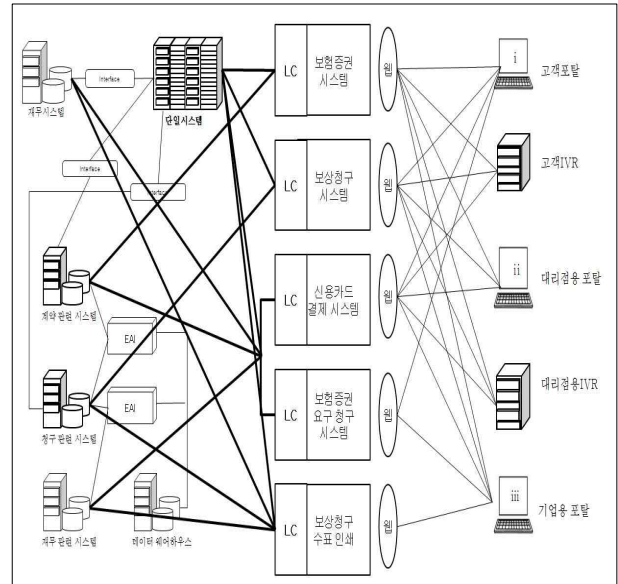 재무시스템
Interface
단일시스템
Interface
Interface
계약 관련 시스템
EAI
청구 관련 시스템
EAI
재무 관련 시스템
데이터 웨어하우스
LC
보험증권
시스템
웹
LC
보상청구
시스템
웹
LC
신용카드
결제 시스템
웹
LC
보험증권
요구 청구
시스템
웹
LC
보상청구
수표 인쇄
웹
i
고객포탈
고객IVR
ii
대리점용 포탈
대리점용IVR
iii
기업용 포탈